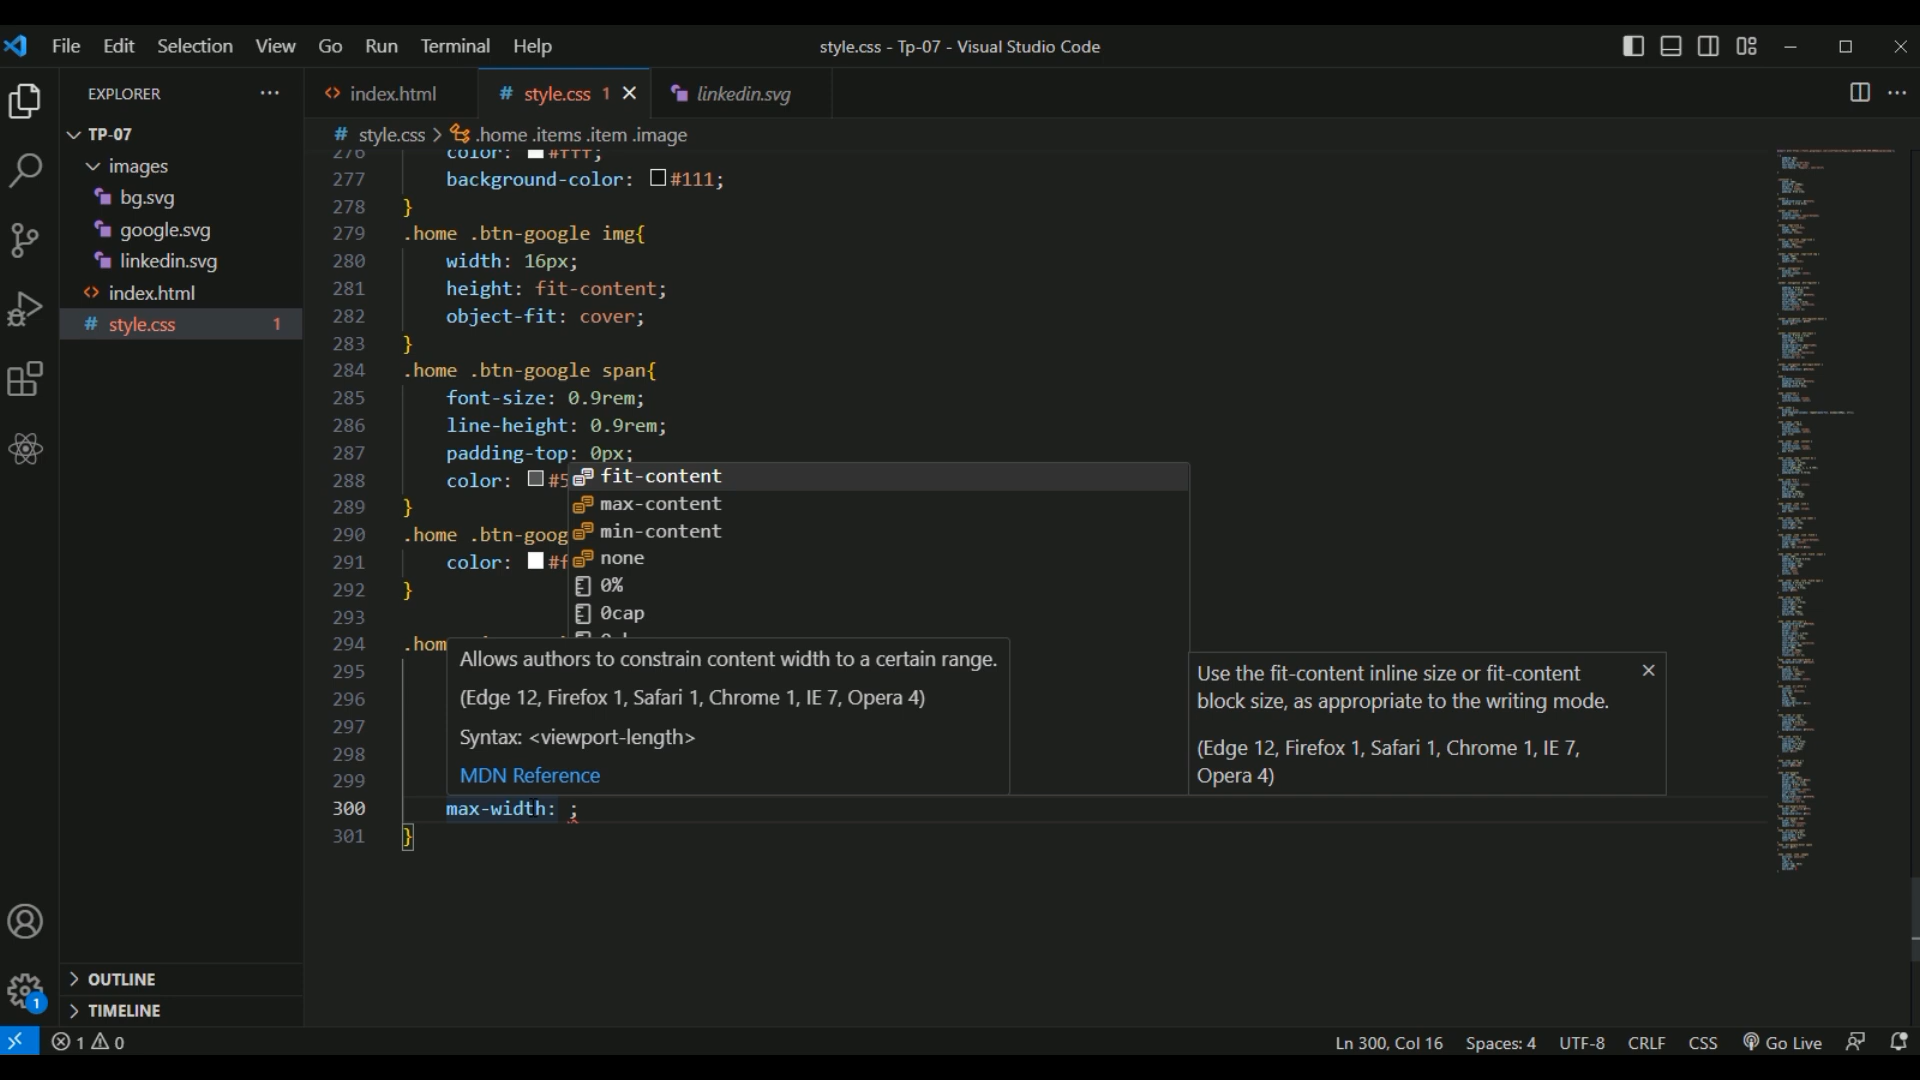 File Edit Selection View Go Run Terminal Help
style.css - Tp-07 - Visual Studio Code
EXPLORER
TP-07
images
bg.svg
google.svg
linkedin.svg
index.html
style.css 1
index.html
style.css 1
linkedin.svg
style.css > .home .items .item .image
276 color: #fff;
277 background-color: #111;
278 }
279 .home .btn-google img{
280 width: 16px;
281 height: fit-content;
282 object-fit: cover;
283 }
284 .home .btn-google span{
285 font-size: 0.9rem;
286 line-height: 0.9rem;
287 padding-top: 0px;
288 color: #5
289 }
290 .home .btn-goog
291 color: #f
292 }
293
294 .hom
295
296
297
298
299
300 max-width: ;
301 }
fit-content
max-content
min-content
none
0%
0cap
Allows authors to constrain content width to a certain range.
(Edge 12, Firefox 1, Safari 1, Chrome 1, IE 7, Opera 4)
Syntax: <viewport-length>
MDN Reference
Use the fit-content inline size or fit-content
block size, as appropriate to the writing mode.
(Edge 12, Firefox 1, Safari 1, Chrome 1, IE 7,
Opera 4)
OUTLINE
TIMELINE
1
1 0
Ln 300, Col 16 Spaces: 4 UTF-8 CRLF CSS Go Live